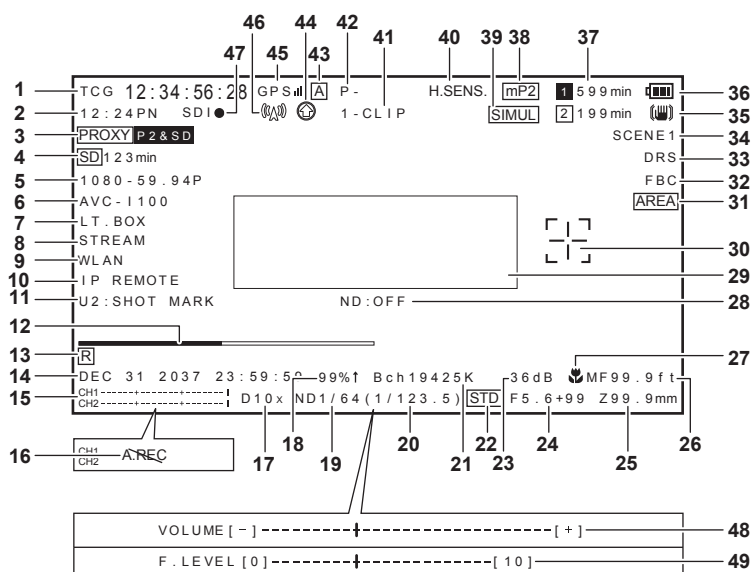 46 44 42 40 39 38 37
47 45 43 41
1 TCG 12:34:56:28 GPS A P- H.SENS. mP2 1 599min 36
2 12:24PN SDI● 1-CLIP SIMUL 2 199min 35
3 PROXY P2&SD SCENE1 34
4 SD 123min DRS 33
5 1080-59.94P FBC 32
6 AVC-I100 AREA 31
7 LT.BOX
8 STREAM 30
9 WLAN 29
10 IP REMOTE
11 U2:SHOT MARK ND:OFF 28
12
13 R 27
14 DEC 31 2037 23:59:59 99%↑ Bch19425K 36dB MF99.9ft 26
15 CH1 CH2 D10x ND1/64(1/123.5) STD F5.6+99 Z99.9mm
16 CH1 CH2 A.REC 17 18 19 20 21 22 23 24 25
VOLUME[-]---------+------------------[+] 48
F.LEVEL[0]---------+------------[10] 49